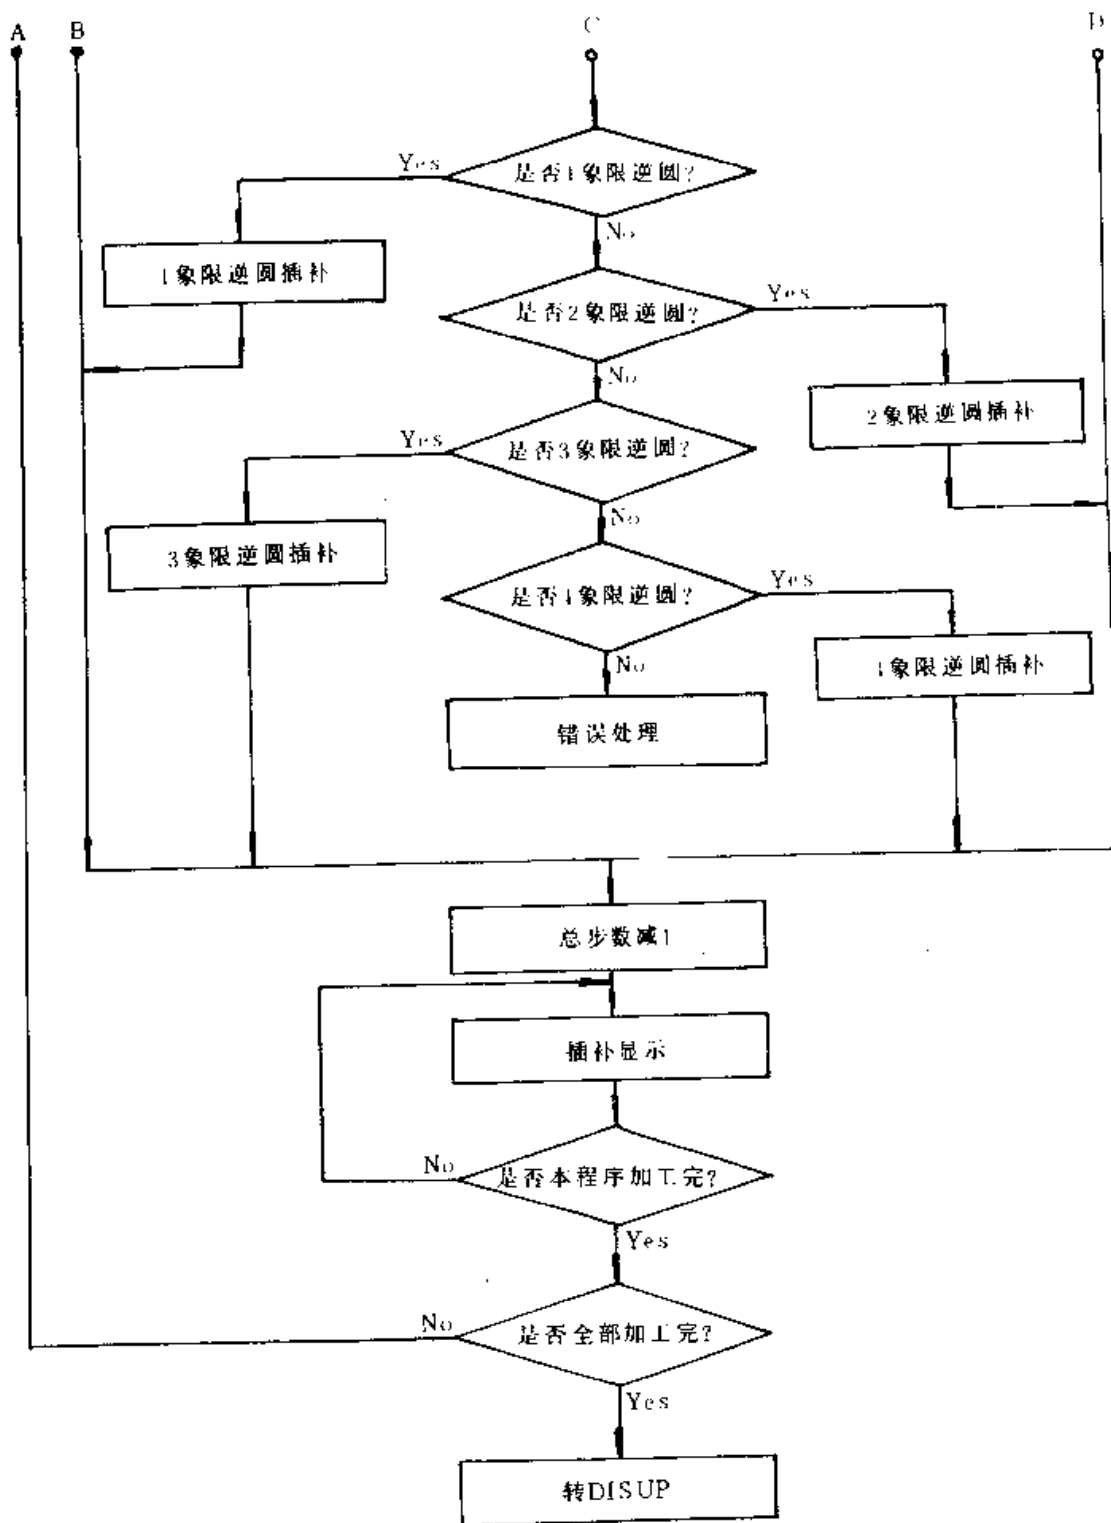 A B C D
是否1象限逆圆?
Yes
No
1象限逆圆插补
是否2象限逆圆?
Yes
No
2象限逆圆插补
是否3象限逆圆?
Yes
No
3象限逆圆插补
是否4象限逆圆?
Yes
No
4象限逆圆插补
错误处理
总步数减1
插补显示
是否本程序加工完?
No
Yes
是否全部加工完?
No
Yes
转DISUP